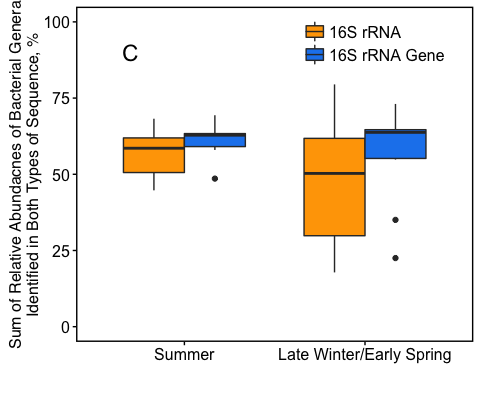 Sum of Relative Abundacnes of Bacterial Genera
Identified in Both Types of Sequence, %
100
75
50
25
0
C
16S rRNA
16S rRNA Gene
Summer
Late Winter/Early Spring